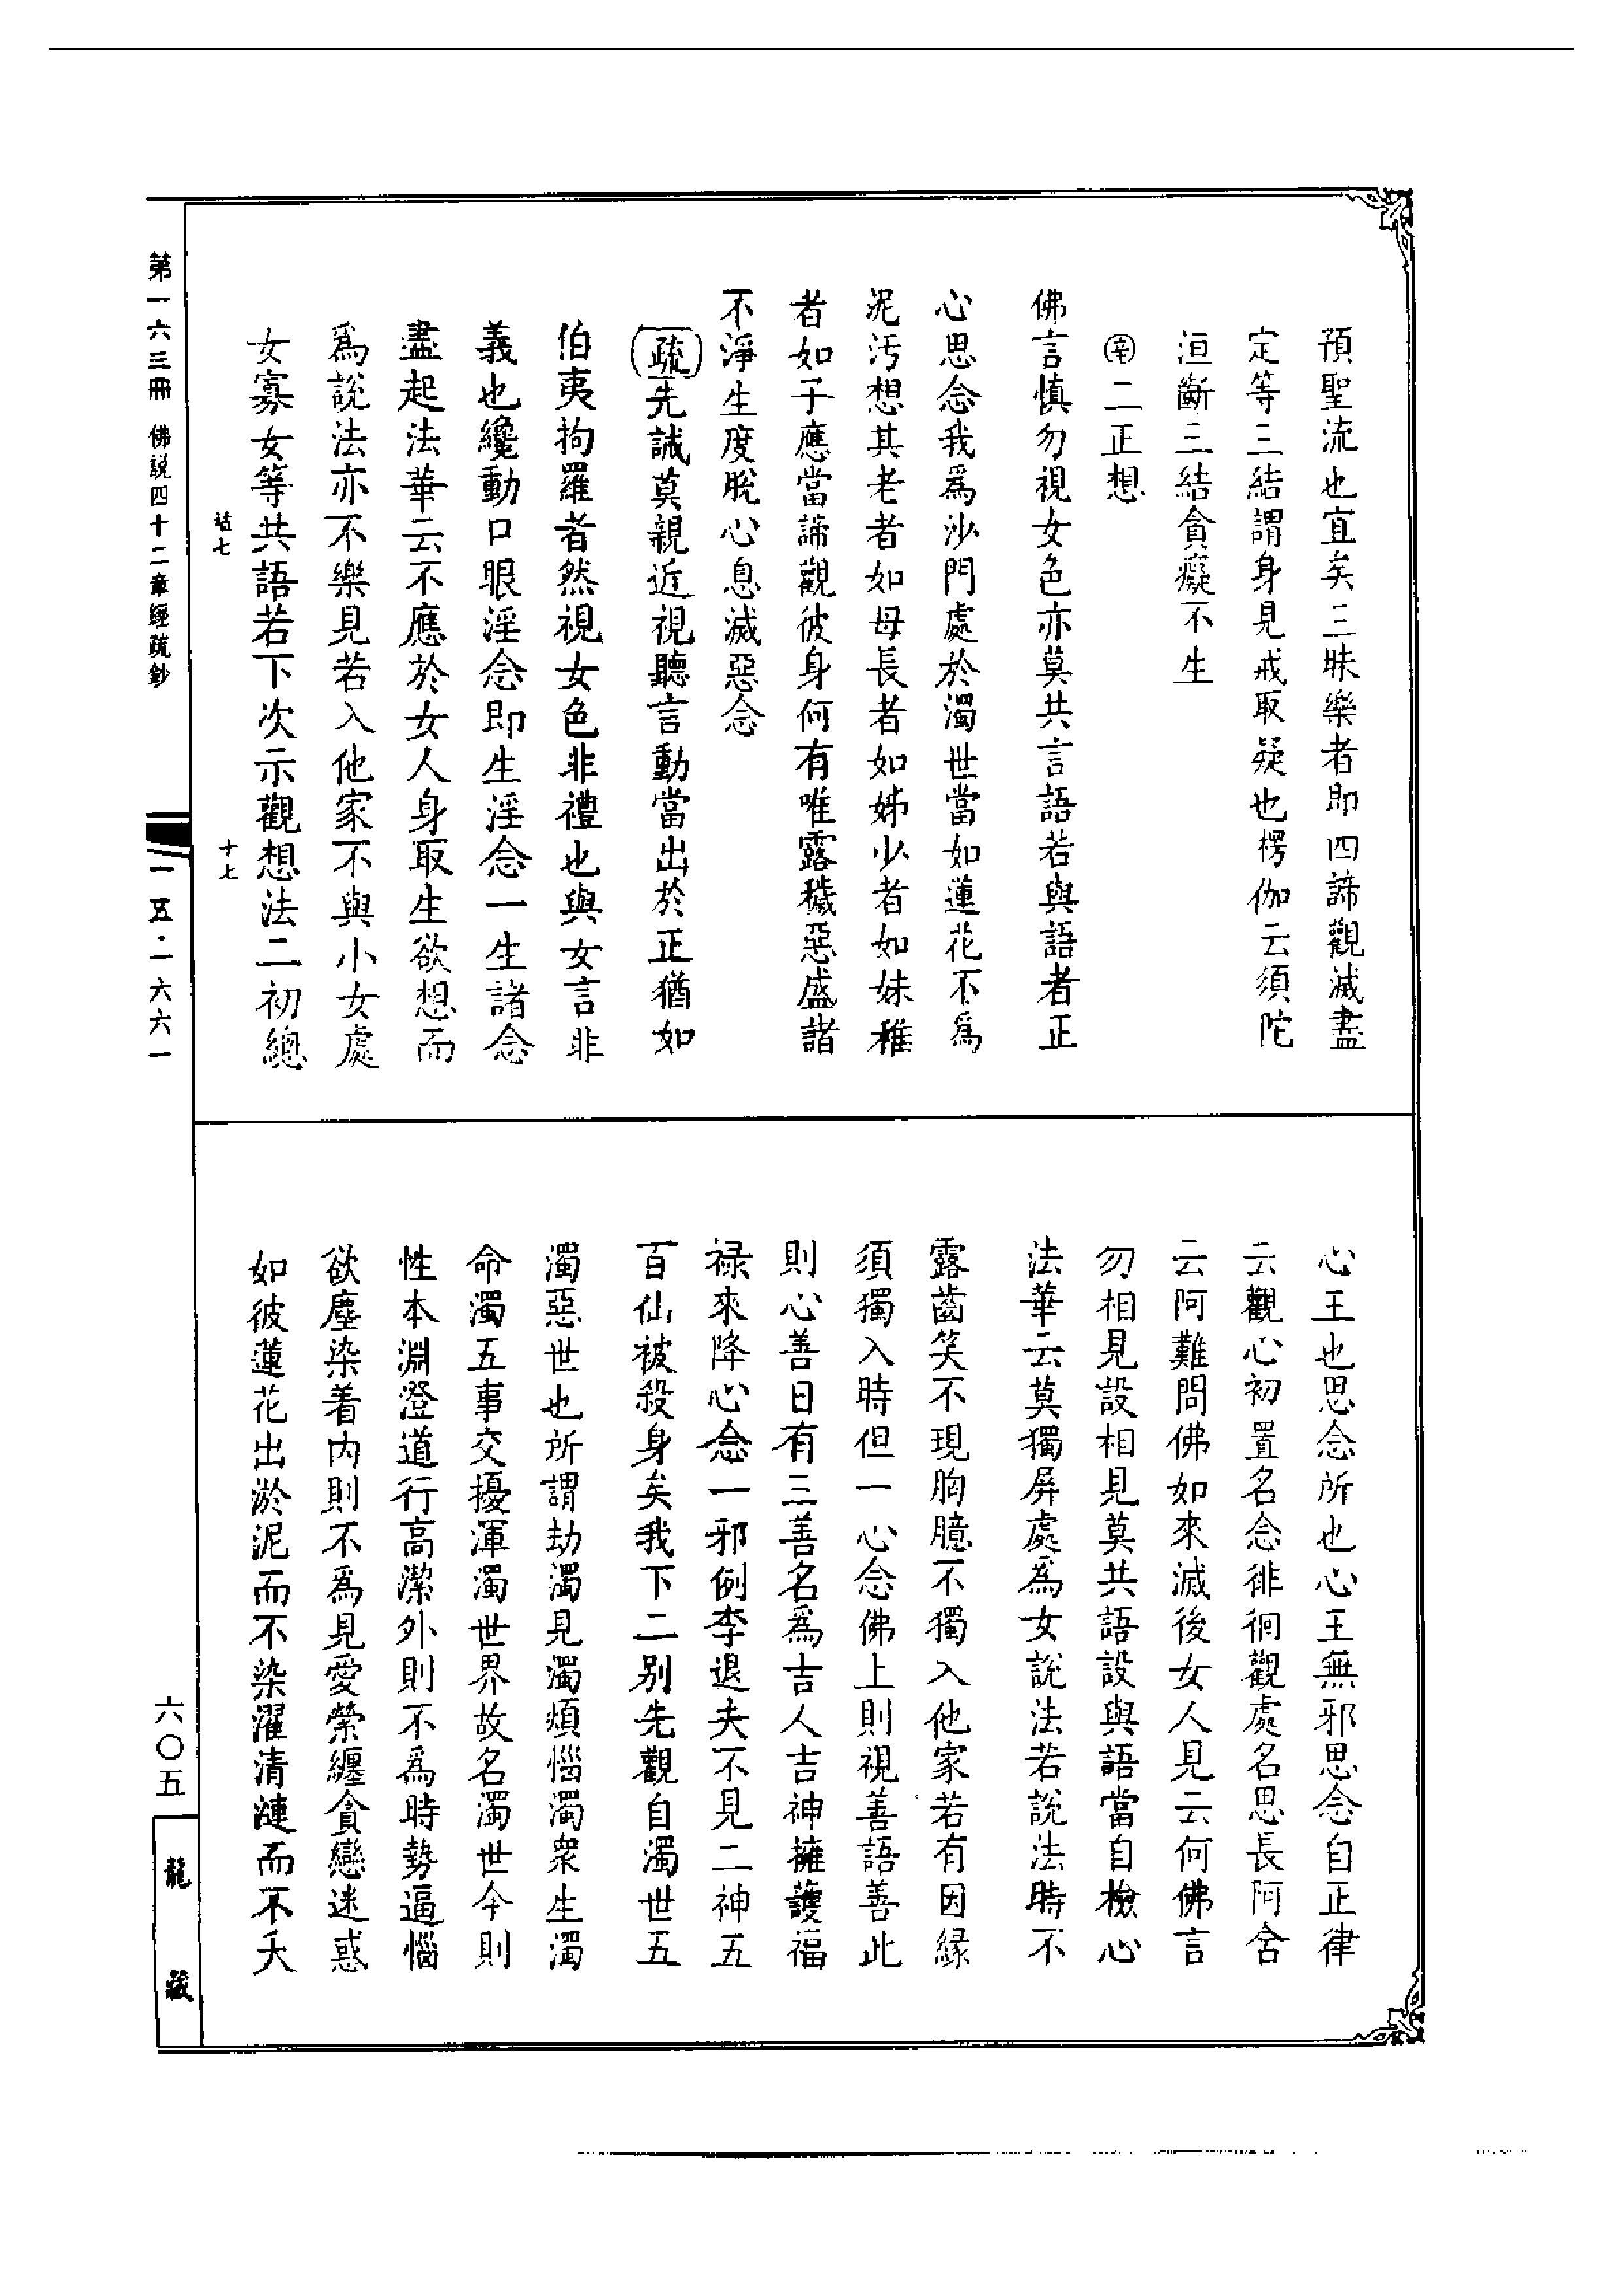 預聖流也宜矣三昧樂者即四諦觀滅盡
定等三結謂身見戒取疑也楞伽云須陀
洹斷三結貪癡不生
二正想
佛言慎勿視女色亦莫共言語若與語者正
心思念我為沙門處於濁世當如蓮花不為
泥汚想其老者如母長者如姊少者如妹稚
者如子應當諦觀彼身何有唯露穢惡盛諸
不淨生度脫心息滅惡念
疏先誡莫親近視聽言動當出於正猶如
伯夷拘羅者然視女色非禮也與女言非
義也纔動口眼淫念即生淫念一生諸念
盡起法華云不應於女人身取生欲想而
為說法亦不樂見若入他家不與小女處
女寡女等共語若下次示觀想法二初總
心王也思念所也心王無邪思念自正律
云觀心初置名念徘徊觀處名思長阿含
云阿難問佛如來滅後女人見云何佛言
勿相見設相見莫共語設與語當自檢心
法華云莫獨屏處為女說法若說法時不
露齒笑不現胸臆不獨入他家若有因緣
須獨入時但一心念佛上則視善語善此
則心善日有三善名為吉人吉神擁護福
祿來降心念一邪例李退夫不見二神五
百仙被殺身矣我下二別先觀自濁世五
濁惡世也所謂劫濁見濁煩惱濁衆生濁
命濁五事交擾渾濁世界故名濁世今則
性本淵澄道行高潔外則不為時勢逼惱
欲塵染着內則不為見愛縈纏貪戀迷惑
如彼蓮花出淤泥而不染濯清漣而不夭
第一六三冊 佛說四十二章經疏鈔
十七
一五·一六六一
六〇五
龍藏